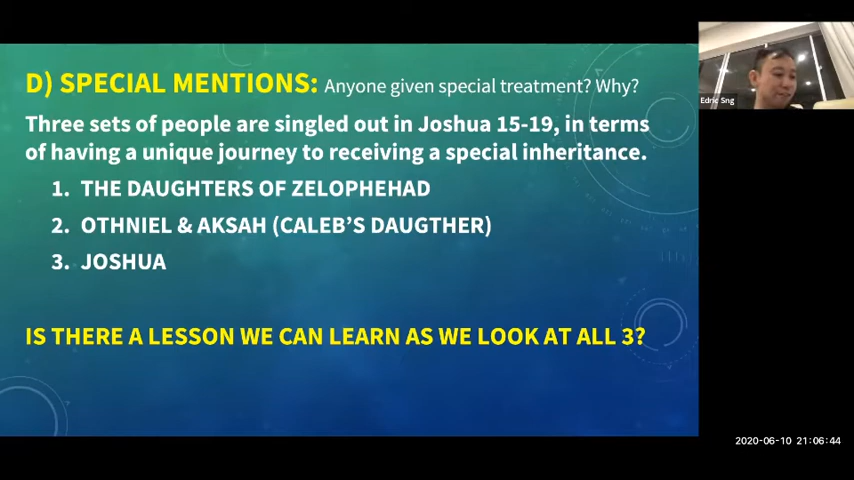 D) SPECIAL MENTIONS: Anyone given special treatment? Why?
Three sets of people are singled out in Joshua 15-19, in terms
of having a unique journey to receiving a special inheritance.
1. THE DAUGHTERS OF ZELOPHEHAD
2. OTHNIEL & AKSAH (CALEB'S DAUGTHER)
3. JOSHUA
IS THERE A LESSON WE CAN LEARN AS WE LOOK AT ALL 3?
Edric Sng
2020-06-10 21:06:44